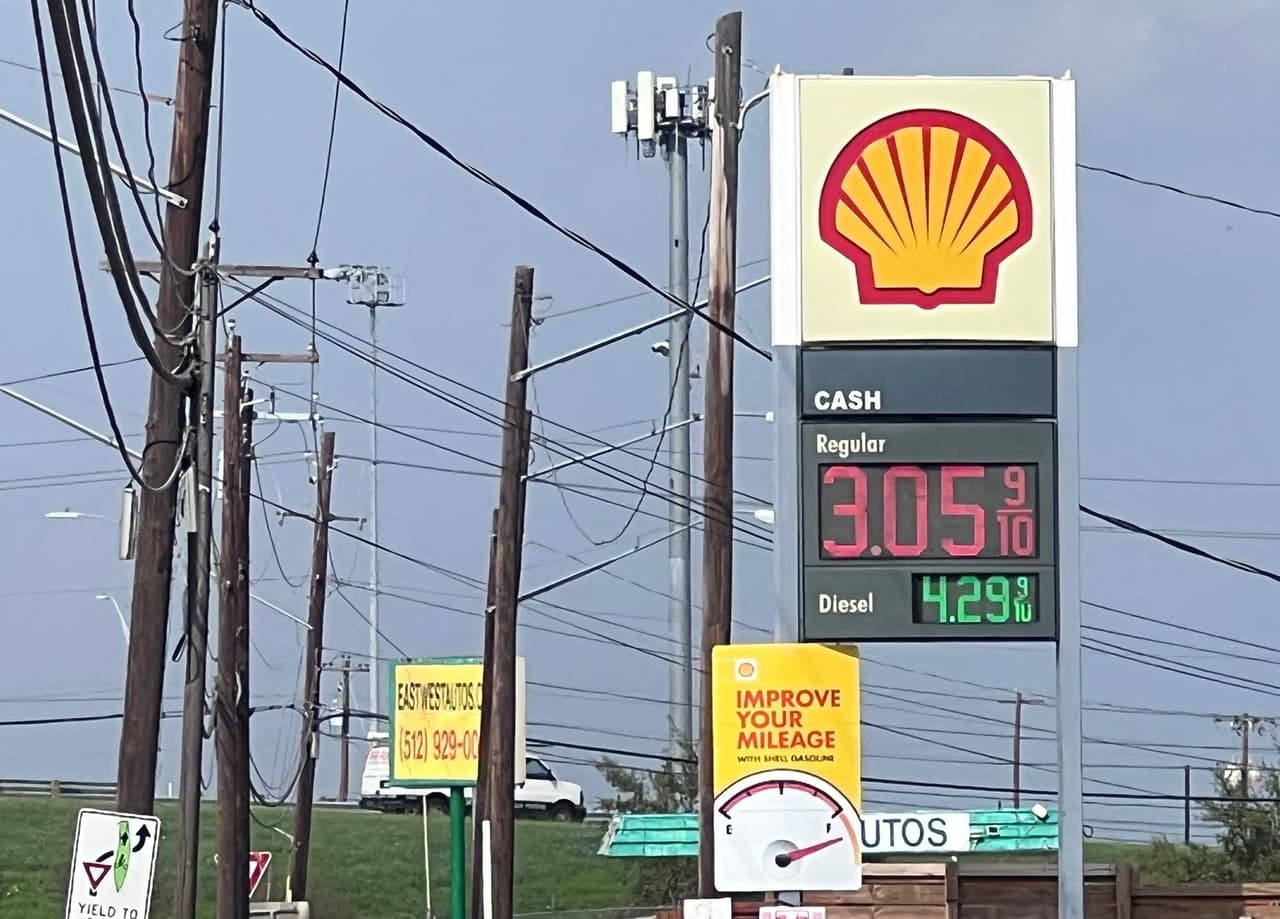 CASH
Regular
3.05 9/10
Diesel
4.29 9/10
EASTWESTAUTOS.C
(512) 929-00
IMPROVE
YOUR
MILEAGE
WITH SHELL GASOLINE
E F
UTOS
YIELD TO